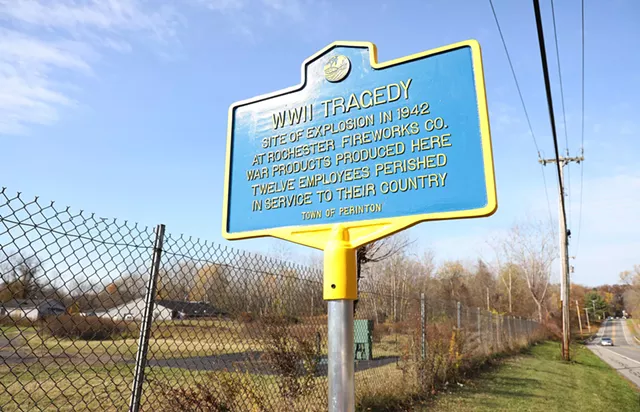 WWII TRAGEDY
SITE OF EXPLOSION IN 1942
AT ROCHESTER FIREWORKS CO.
WAR PRODUCTS PRODUCED HERE
TWELVE EMPLOYEES PERISHED
IN SERVICE TO THEIR COUNTRY
TOWN OF PERINTON